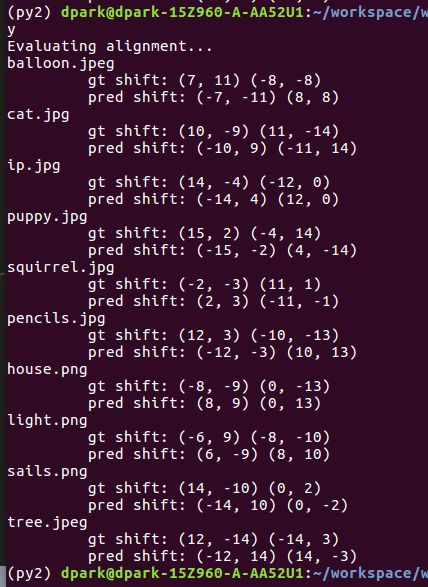 (py2) dpark@dpark-15Z960-A-AA52U1:~/workspace/w
y
Evaluating alignment...
balloon.jpeg
gt shift: (7, 11) (-8, -8)
pred shift: (-7, -11) (8, 8)
cat.jpg
gt shift: (10, -9) (11, -14)
pred shift: (-10, 9) (-11, 14)
ip.jpg
gt shift: (14, -4) (-12, 0)
pred shift: (-14, 4) (12, 0)
puppy.jpg
gt shift: (15, 2) (-4, 14)
pred shift: (-15, -2) (4, -14)
squirrel.jpg
gt shift: (-2, -3) (11, 1)
pred shift: (2, 3) (-11, -1)
pencils.jpg
gt shift: (12, 3) (-10, -13)
pred shift: (-12, -3) (10, 13)
house.png
gt shift: (-8, -9) (0, -13)
pred shift: (8, 9) (0, 13)
light.png
gt shift: (-6, 9) (-8, -10)
pred shift: (6, -9) (8, 10)
sails.png
gt shift: (14, -10) (0, 2)
pred shift: (-14, 10) (0, -2)
tree.jpeg
gt shift: (12, -14) (-14, 3)
pred shift: (-12, 14) (14, -3)
(py2) dpark@dpark-15Z960-A-AA52U1:~/workspace/w